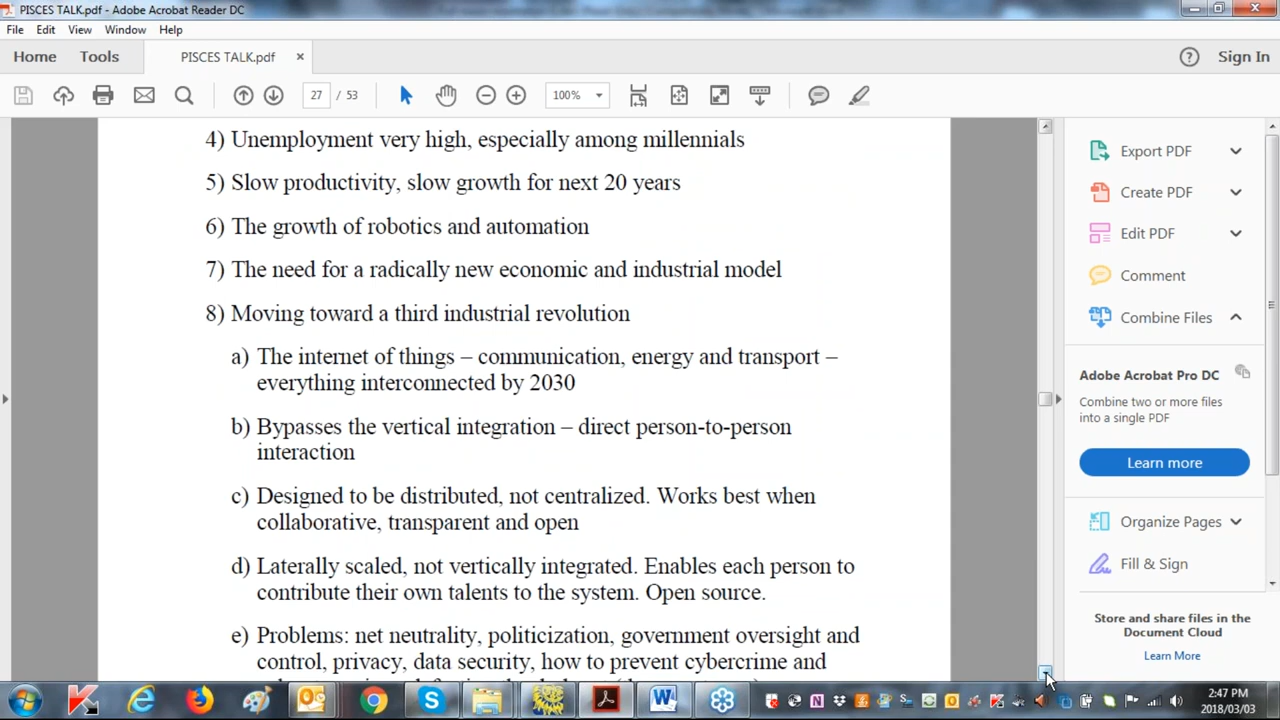 PISCES TALK.pdf - Adobe Acrobat Reader DC
File Edit View Window Help
Home Tools PISCES TALK.pdf × Sign In
27 / 53 100%
4) Unemployment very high, especially among millennials
5) Slow productivity, slow growth for next 20 years
6) The growth of robotics and automation
7) The need for a radically new economic and industrial model
8) Moving toward a third industrial revolution
a) The internet of things – communication, energy and transport –
everything interconnected by 2030
b) Bypasses the vertical integration – direct person-to-person
interaction
c) Designed to be distributed, not centralized. Works best when
collaborative, transparent and open
d) Laterally scaled, not vertically integrated. Enables each person to
contribute their own talents to the system. Open source.
e) Problems: net neutrality, politicization, government oversight and
control, privacy, data security, how to prevent cybercrime and
Export PDF
Create PDF
Edit PDF
Comment
Combine Files
Adobe Acrobat Pro DC
Combine two or more files
into a single PDF
Learn more
Organize Pages
Fill & Sign
Store and share files in the
Document Cloud
Learn More
2:47 PM
2018/03/03